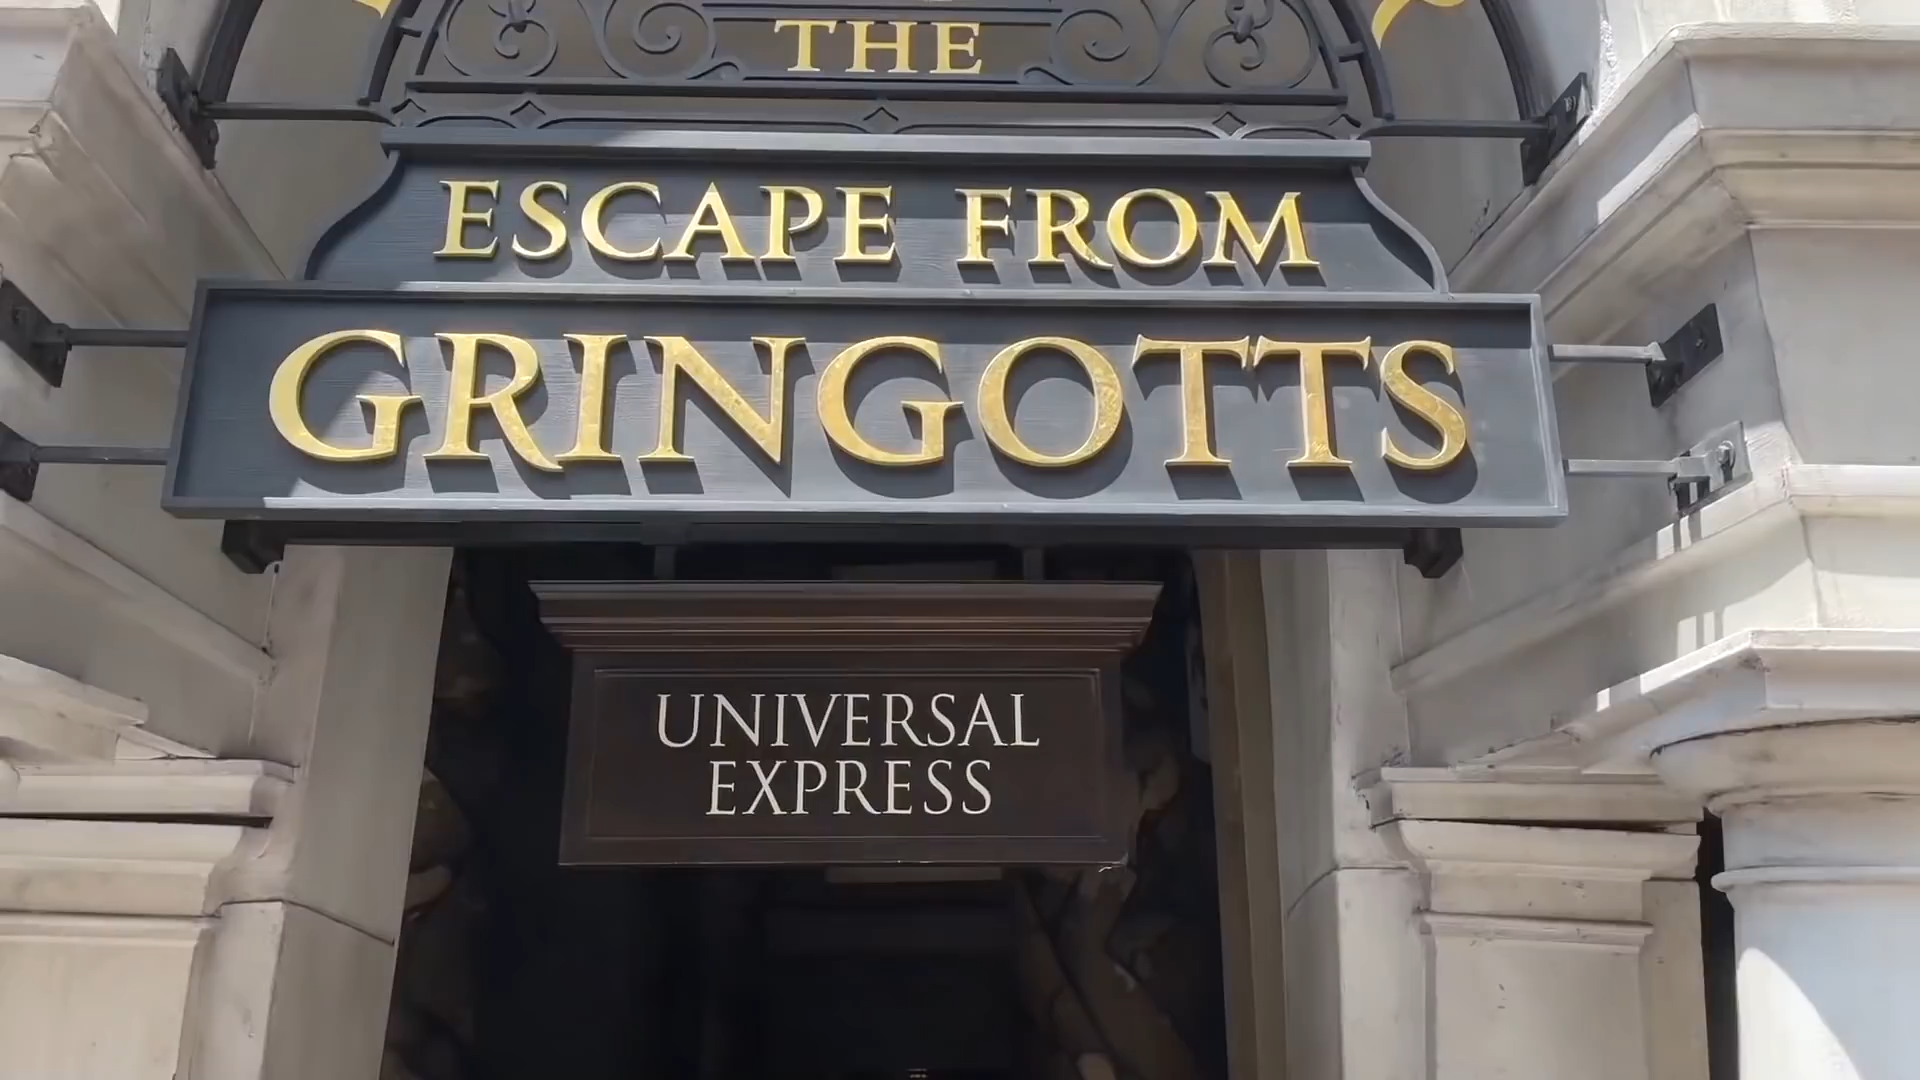 THE
ESCAPE FROM
GRINGOTTS
UNIVERSAL
EXPRESS